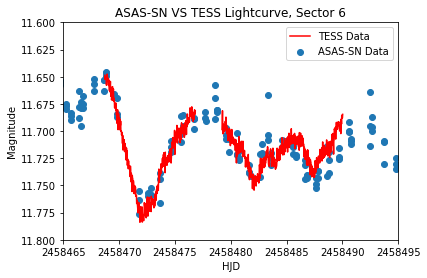 ASAS-SN VS TESS Lightcurve, Sector 6
11.600
11.625
11.650
11.675
11.700
11.725
11.750
11.775
11.800
Magnitude
TESS Data
ASAS-SN Data
2458465 2458470 2458475 2458480 2458485 2458490 2458495
HJD